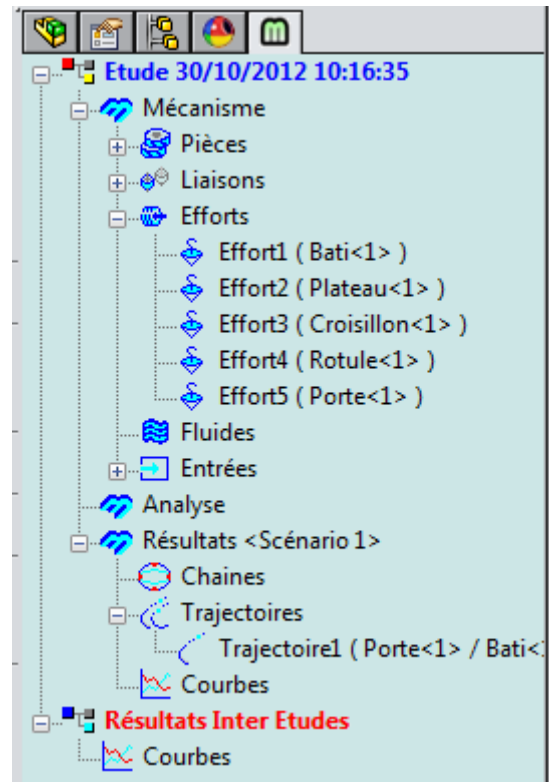 Etude 30/10/2012 10:16:35
Mécanisme
Pièces
Liaisons
Efforts
Effort1 ( Bati<1> )
Effort2 ( Plateau<1> )
Effort3 ( Croisillon<1> )
Effort4 ( Rotule<1> )
Effort5 ( Porte<1> )
Fluides
Entrées
Analyse
Résultats <Scénario 1>
Chaines
Trajectoires
Trajectoire1 ( Porte<1> / Bati<
Courbes
Résultats Inter Etudes
Courbes